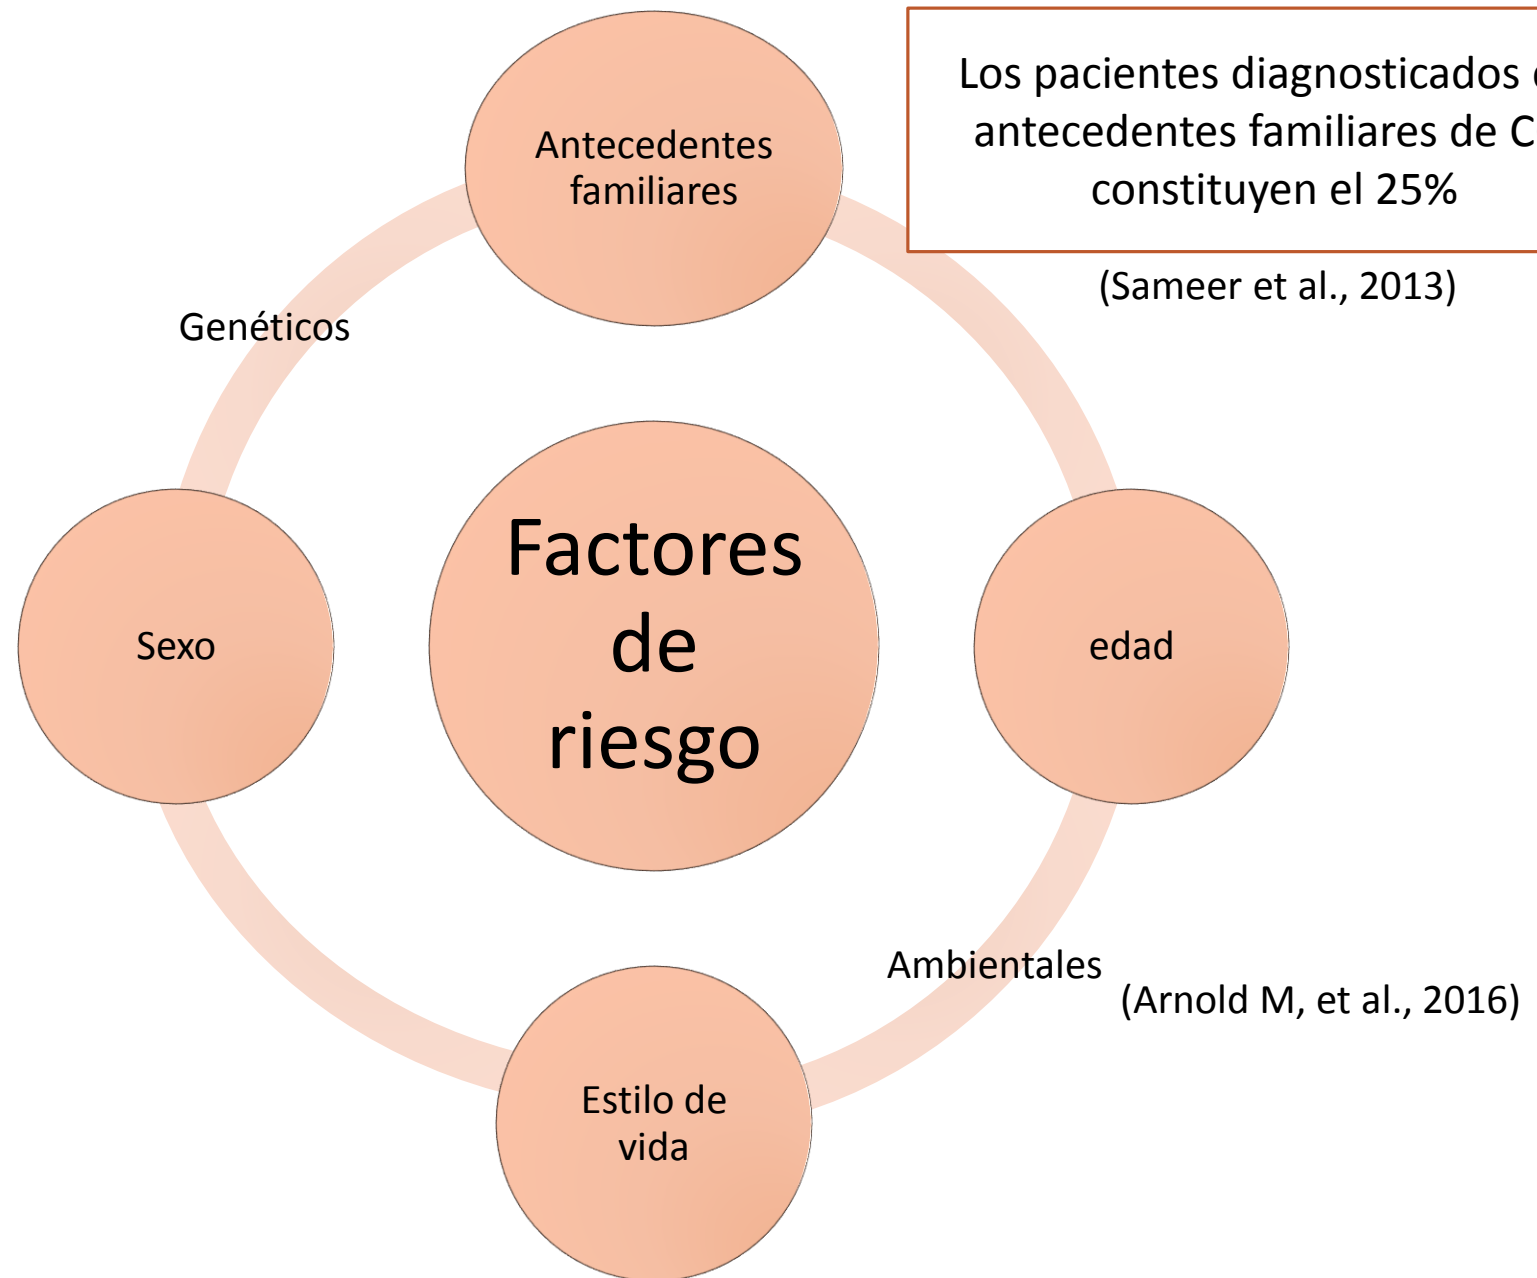 Antecedentes
familiares
Los pacientes diagnosticados
antecedentes familiares de
constituyen el 25%
(Sameer et al., 2013)
Genéticos
Factores
de
riesgo
Sexo
edad
Ambientales
(Arnold M, et al., 2016)
Estilo de
vida